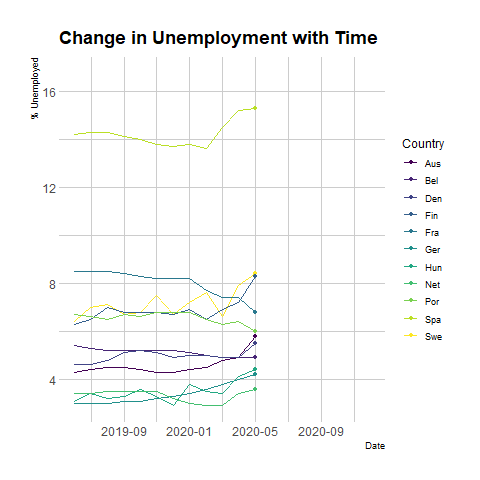 Change in Unemployment with Time
% Unemployed
16
12
8
4
2019-09 2020-01 2020-05 2020-09
Date
Country
Aus
Bel
Den
Fin
Fra
Ger
Hun
Net
Por
Spa
Swe